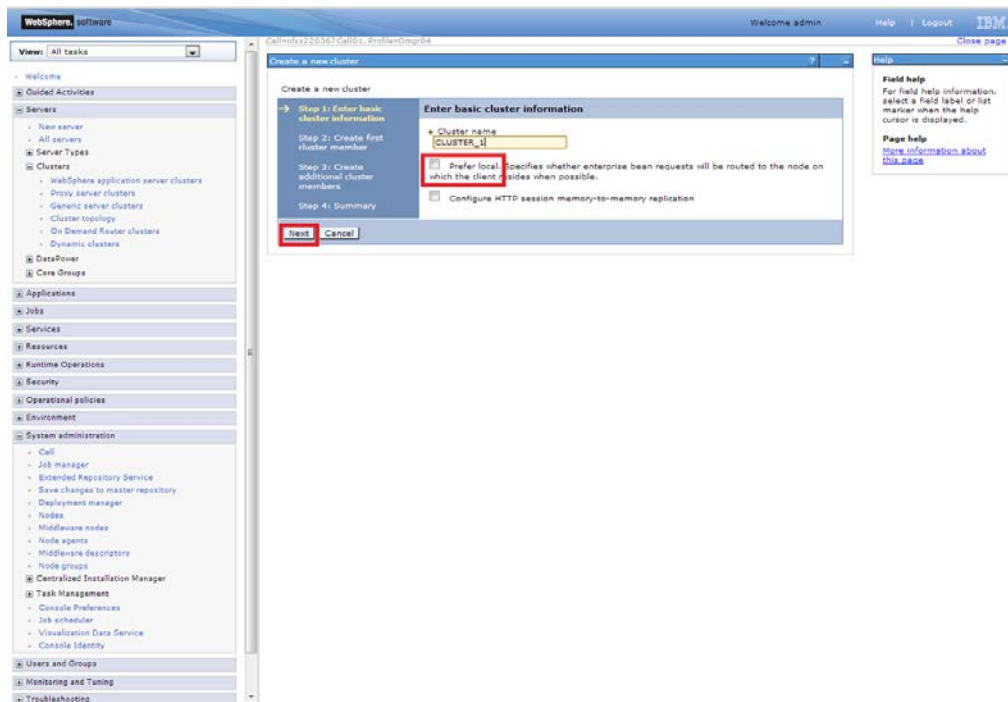 WebSphere. software
Welcome admin
Help | Logout
IBM
View: All tasks
Close page
Welcome
Guided Activities
Servers
New server
All servers
Server Types
Clusters
WebSphere application server clusters
Proxy server clusters
Generic server clusters
Cluster topology
On Demand Router clusters
Dynamic clusters
DataPower
Core Groups
Applications
Jobs
Services
Resources
Runtime Operations
Security
Operational policies
Environment
System administration
Cell
Job manager
Extended Repository Service
Save changes to master repository
Deployment manager
Nodes
Middleware nodes
Node agents
Middleware descriptors
Node groups
Centralized Installation Manager
Task Management
Console Preferences
Job scheduler
Visualization Data Service
Console Identity
Users and Groups
Monitoring and Tuning
Troubleshooting
Create a new cluster
? –
Create a new cluster
Step 1: Enter basic
cluster information
Step 2: Create first
cluster member
Step 3: Create
additional cluster
members
Step 4: Summary
Enter basic cluster information
Cluster name
CLUSTER_1
Prefer local. Specifies whether enterprise bean requests will be routed to the node on
which the client resides when possible.
Configure HTTP session memory-to-memory replication
Next Cancel
Help
Field help
For field help information,
select a field label or list
marker when the help
cursor is displayed.
Page help
More information about
this page